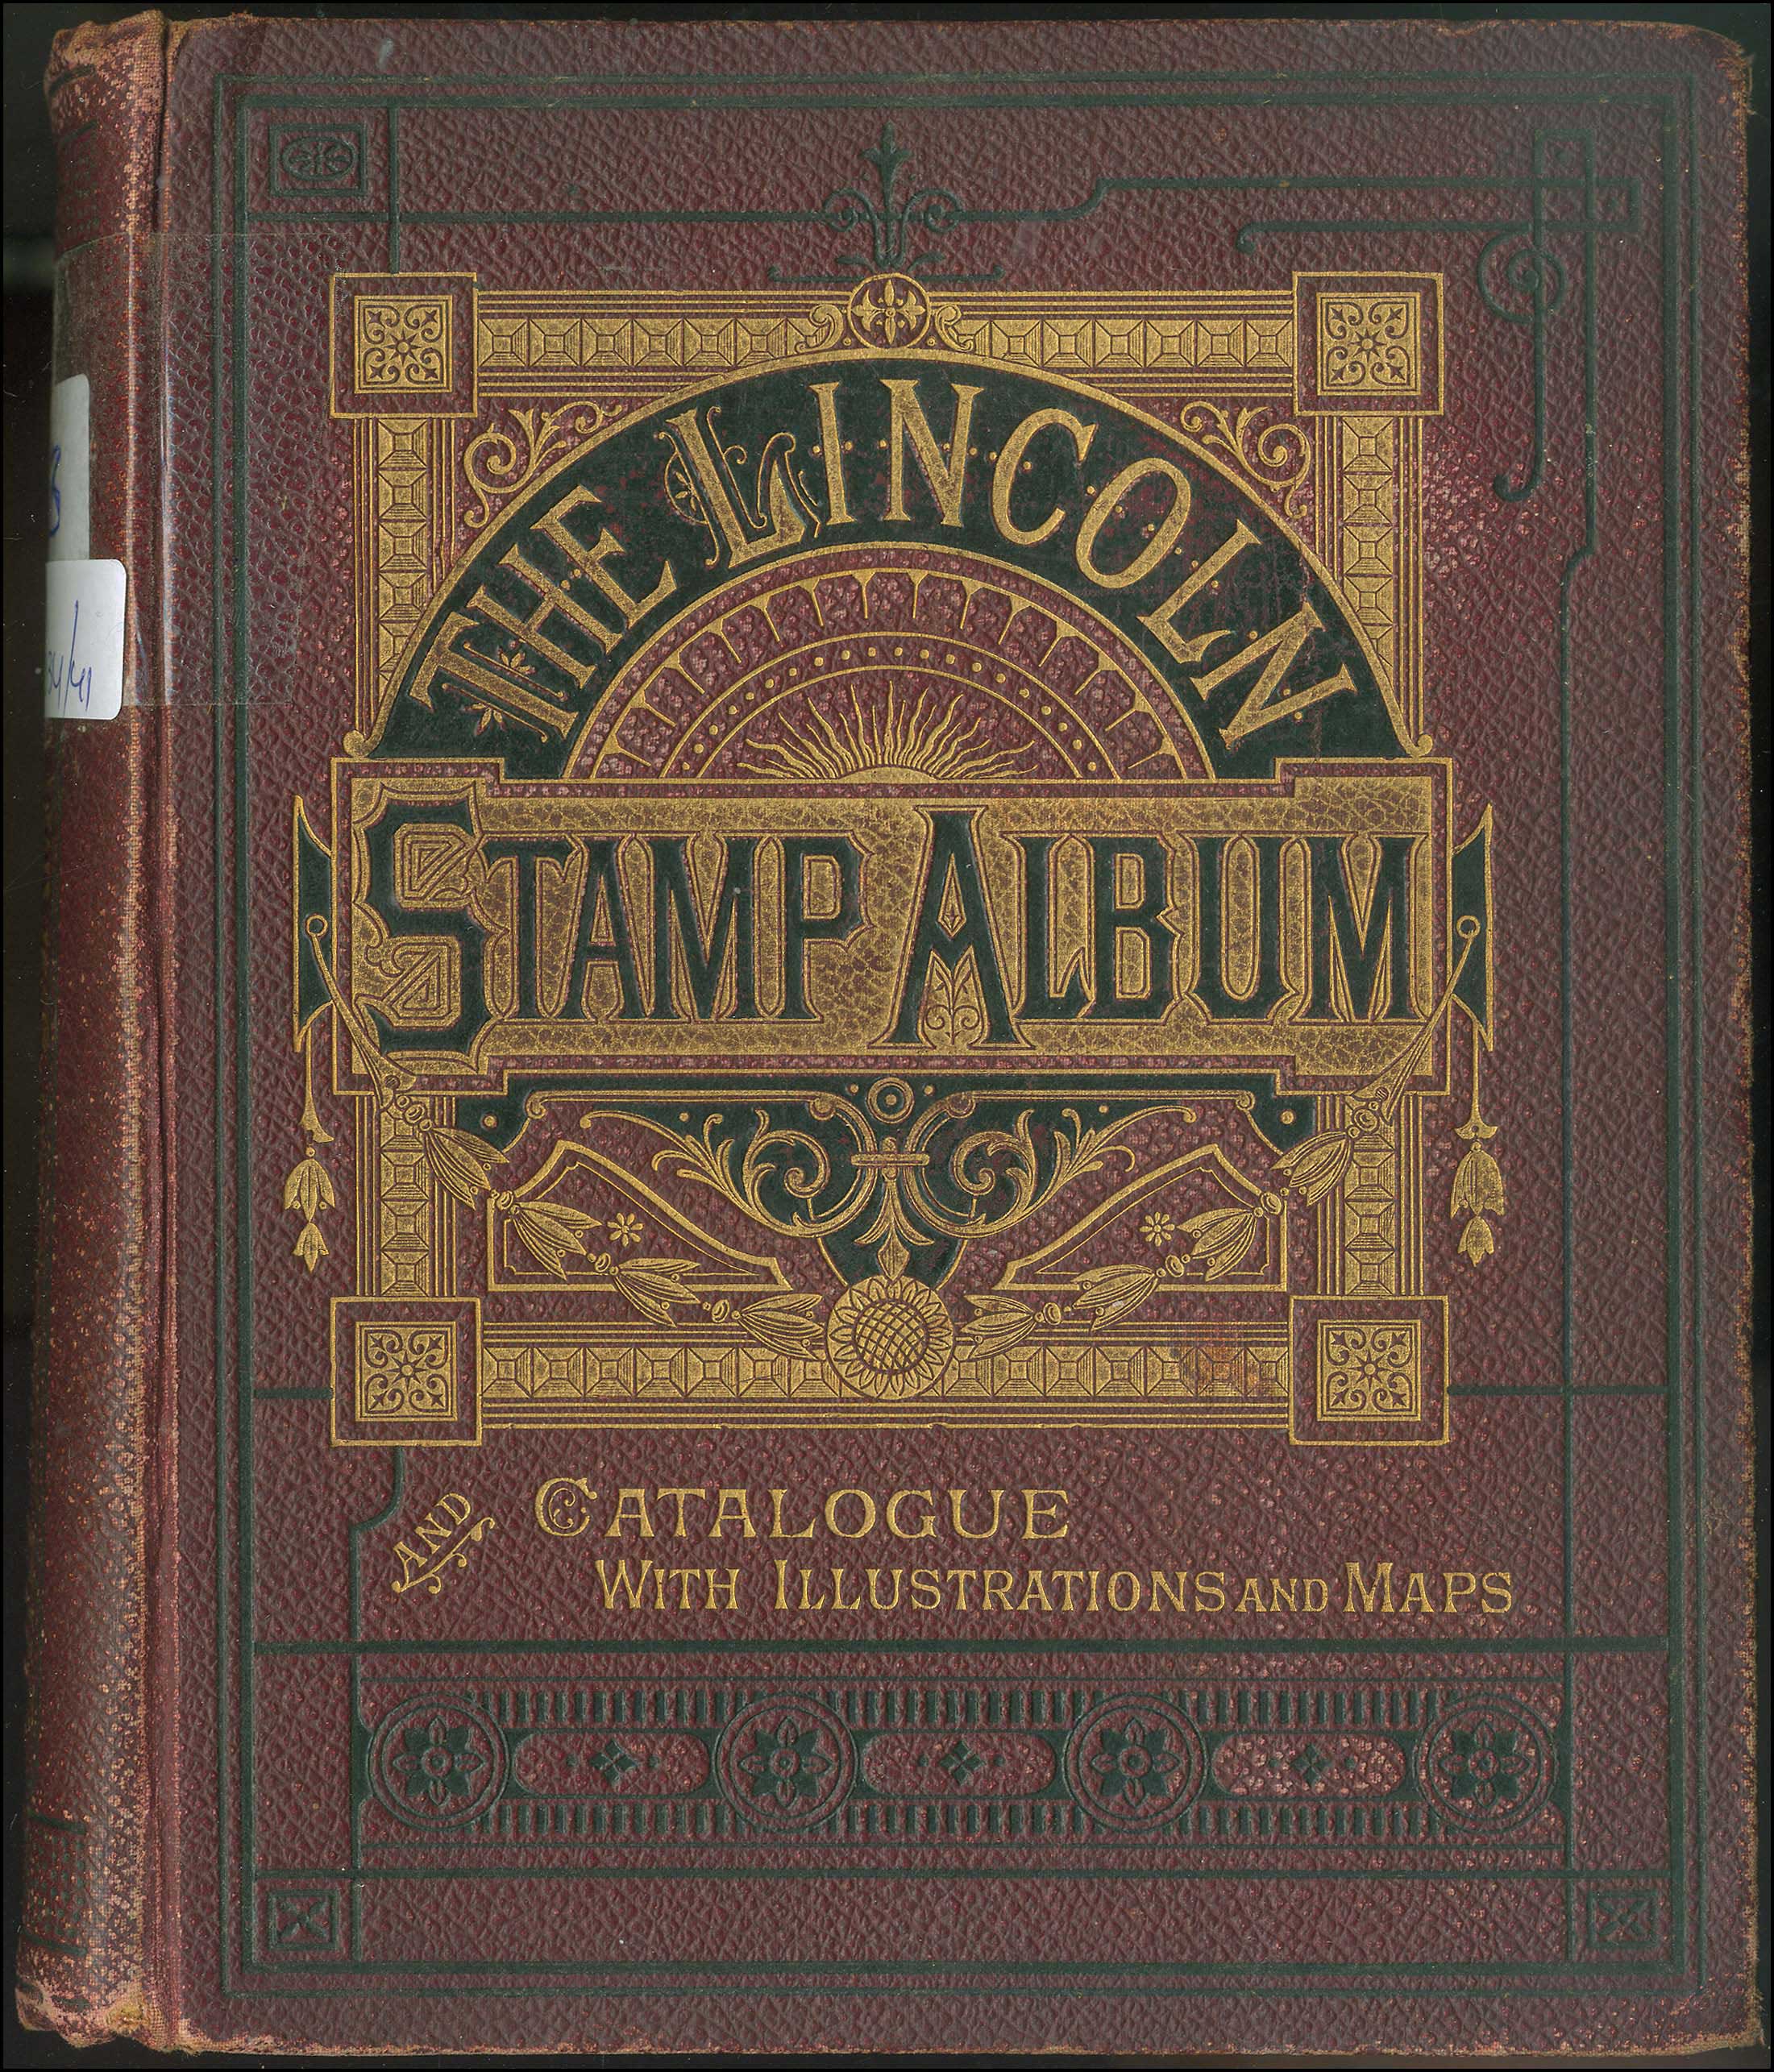 THE LINCOLN
STAMP ALBUM
AND CATALOGUE
WITH ILLUSTRATIONS AND MAPS